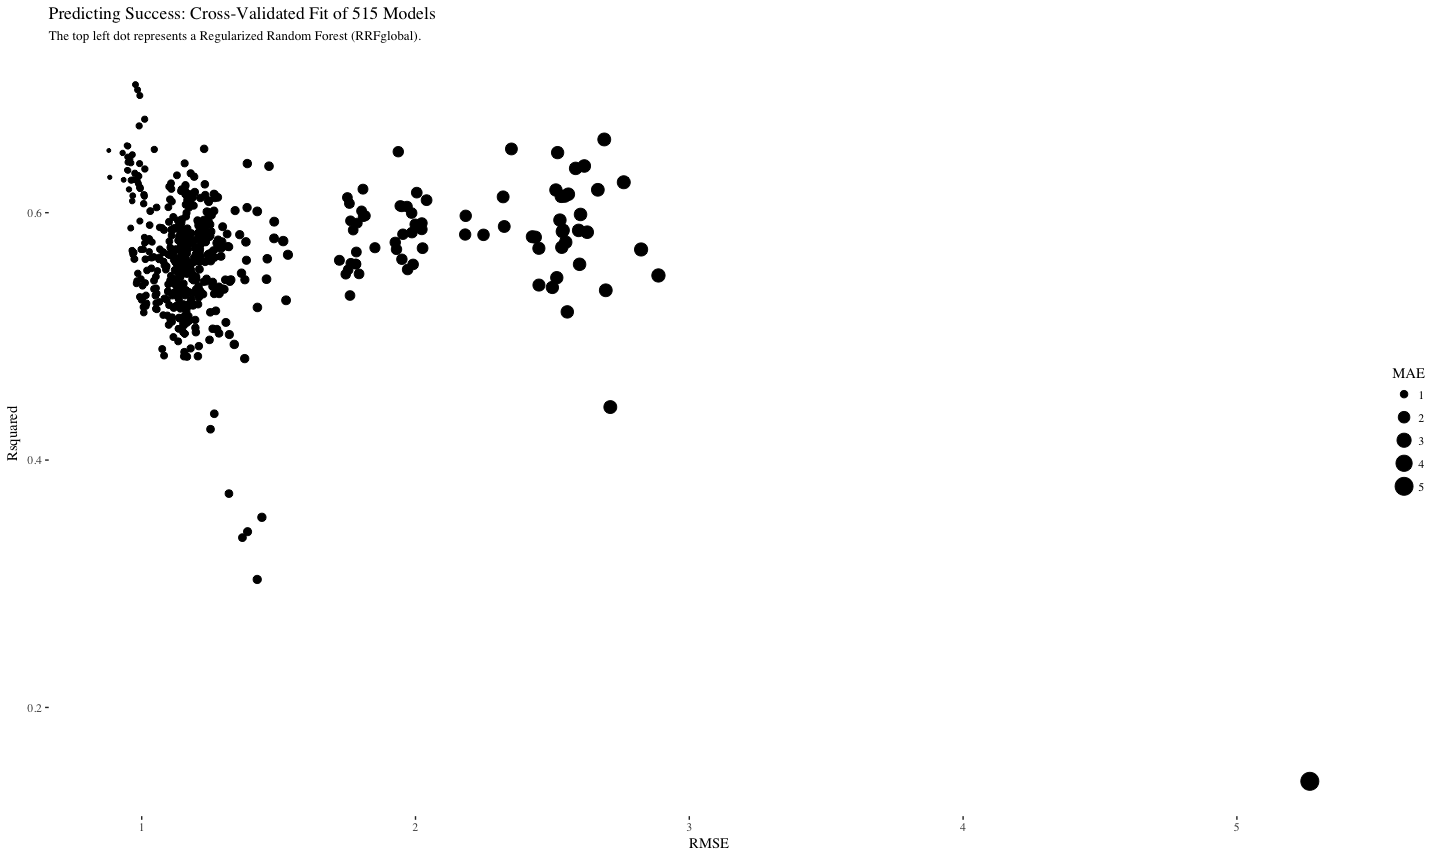 Predicting Success: Cross-Validated Fit of 515 Models
The top left dot represents a Regularized Random Forest (RRFglobal).
Rsquared
0.6
0.4
0.2
1
2
3
4
5
RMSE
MAE
1
2
3
4
5